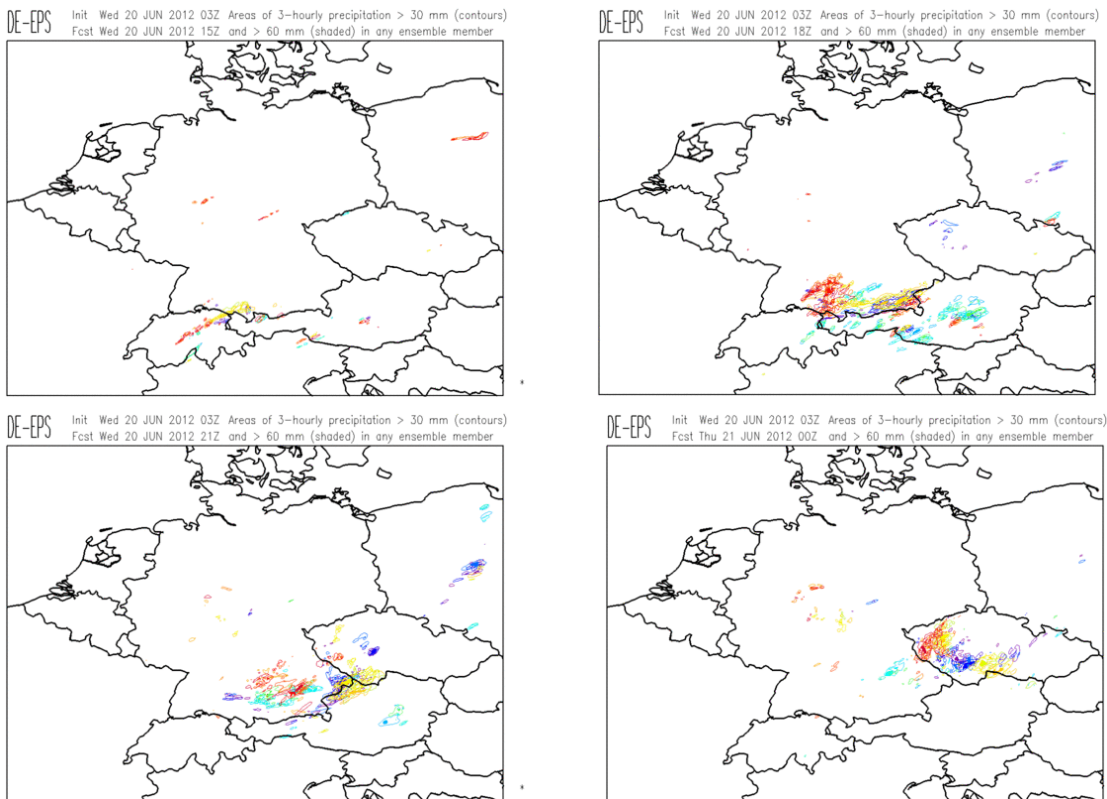 DE-EPS
Init Wed 20 JUN 2012 03Z Areas of 3-hourly precipitation > 30 mm (contours)
Fcst Wed 20 JUN 2012 15Z and > 60 mm (shaded) in any ensemble member
DE-EPS
Init Wed 20 JUN 2012 03Z Areas of 3-hourly precipitation > 30 mm (contours)
Fcst Wed 20 JUN 2012 18Z and > 60 mm (shaded) in any ensemble member
*
DE-EPS
Init Wed 20 JUN 2012 03Z Areas of 3-hourly precipitation > 30 mm (contours)
Fcst Wed 20 JUN 2012 21Z and > 60 mm (shaded) in any ensemble member
DE-EPS
Init Wed 20 JUN 2012 03Z Areas of 3-hourly precipitation > 30 mm (contours)
Fcst Thu 21 JUN 2012 00Z and > 60 mm (shaded) in any ensemble member
*